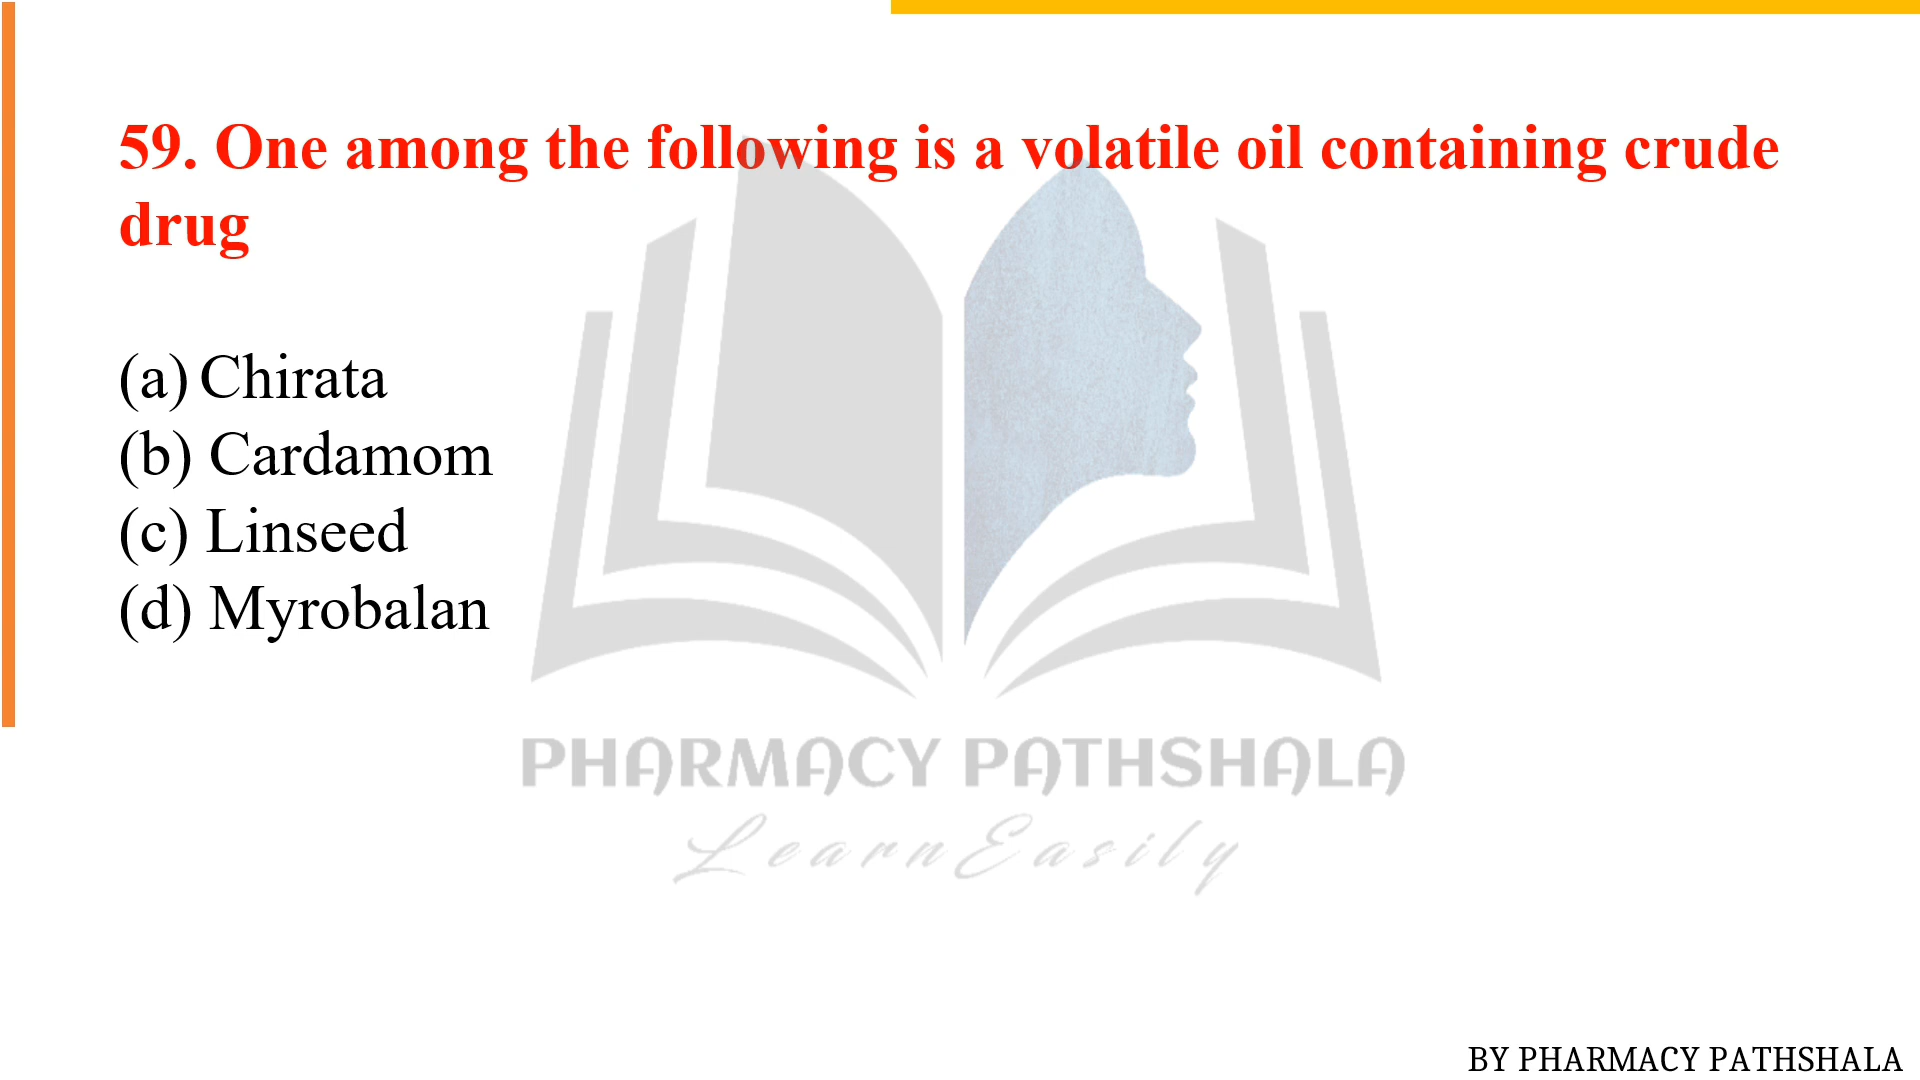 59. One among the following is a volatile oil containing crude
drug
(a) Chirata
(b) Cardamom
(c) Linseed
(d) Myrobalan
PHARMACY PATHSHALA
Learn Easily
BY PHARMACY PATHSHALA